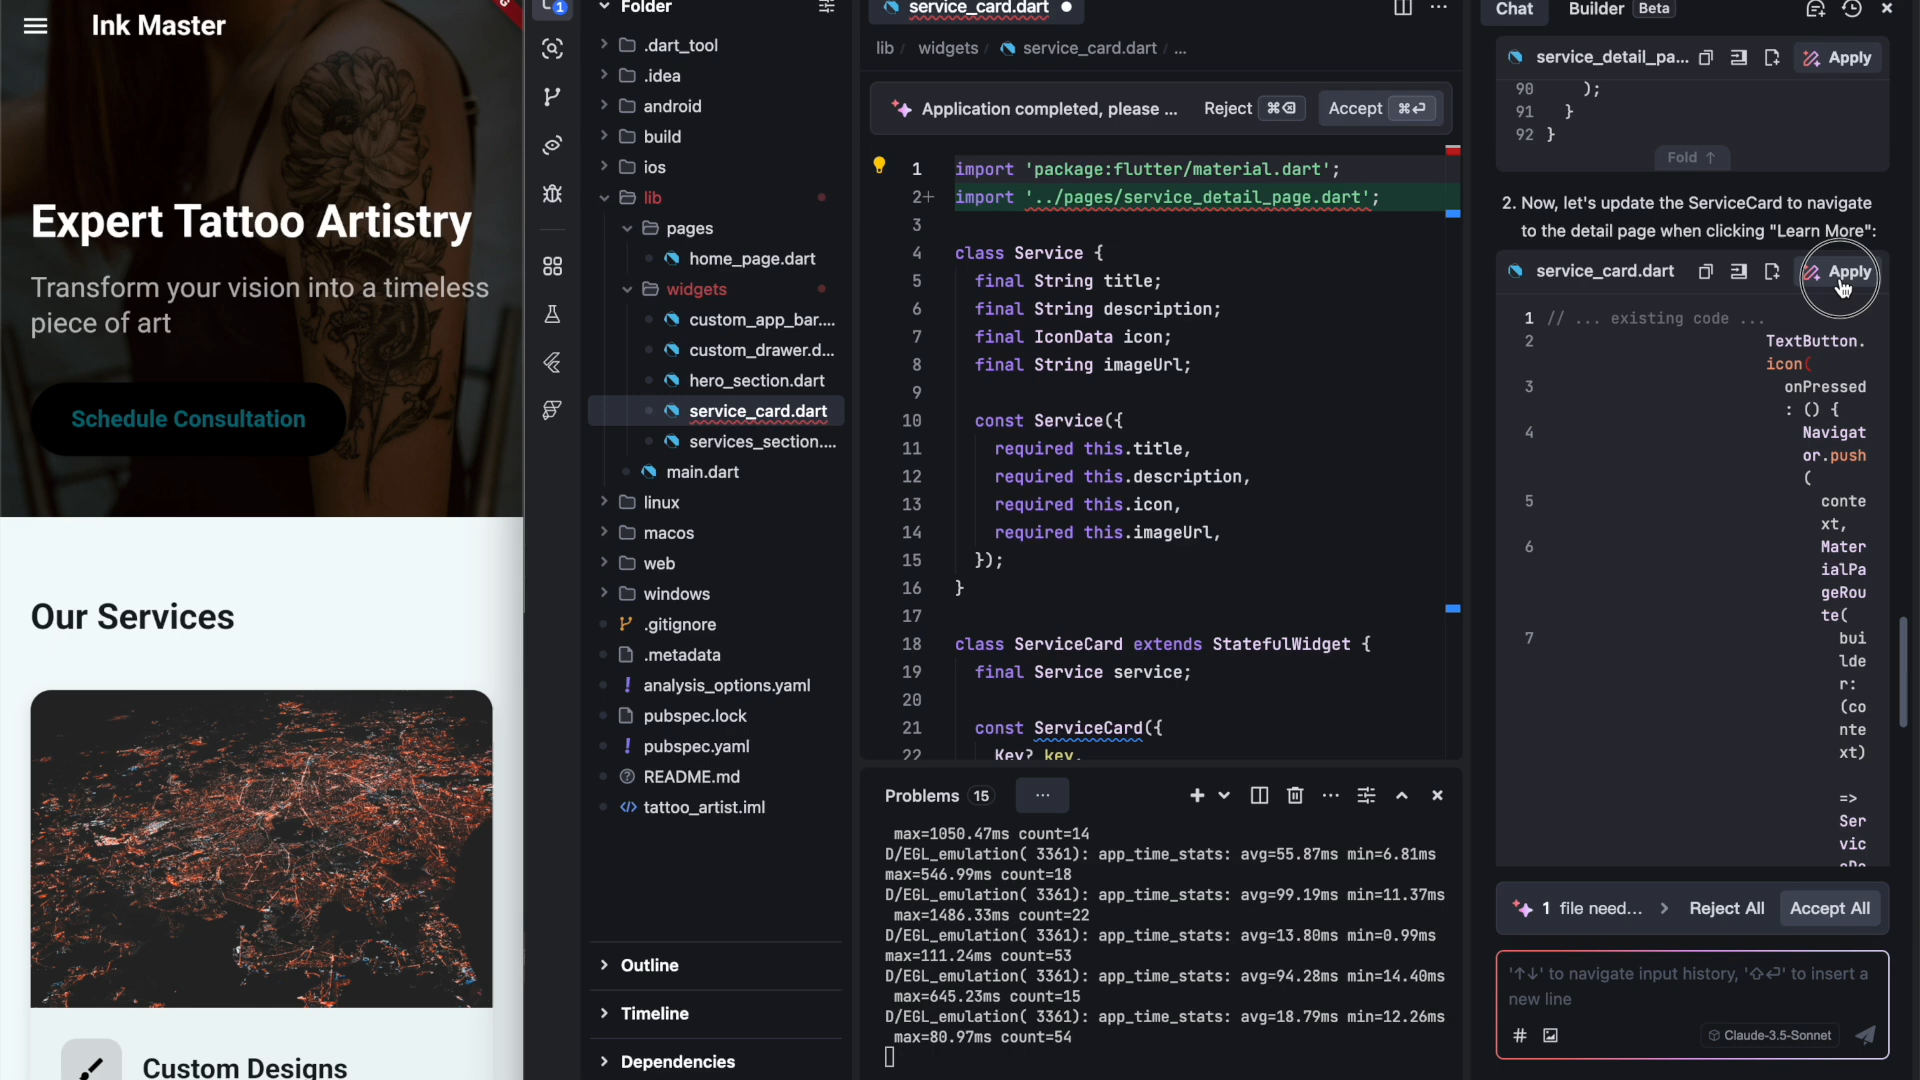 Ink Master
Expert Tattoo Artistry
Transform your vision into a timeless
piece of art
Schedule Consultation
Our Services
Custom Designs
1
Folder
.dart_tool
.idea
android
build
ios
lib
pages
home_page.dart
widgets
custom_app_bar....
custom_drawer.d...
hero_section.dart
service_card.dart
services_section....
main.dart
linux
macos
web
windows
.gitignore
.metadata
analysis_options.yaml
pubspec.lock
pubspec.yaml
README.md
tattoo_artist.iml
Outline
Timeline
Dependencies
service_card.dart
lib / widgets / service_card.dart / ...
Application completed, please ... Reject ⌘⌫ Accept ⌘↩
1 import 'package:flutter/material.dart';
2+ import '../pages/service_detail_page.dart';
3
4 class Service {
5 final String title;
6 final String description;
7 final IconData icon;
8 final String imageUrl;
9
10 const Service({
11 required this.title,
12 required this.description,
13 required this.icon,
14 required this.imageUrl,
15 });
16 }
17
18 class ServiceCard extends StatefulWidget {
19 final Service service;
20
21 const ServiceCard({
22 Key? key,
Problems 15 ...
max=1050.47ms count=14
D/EGL_emulation( 3361): app_time_stats: avg=55.87ms min=6.81ms
max=546.99ms count=18
D/EGL_emulation( 3361): app_time_stats: avg=99.19ms min=11.37ms
max=1486.33ms count=22
D/EGL_emulation( 3361): app_time_stats: avg=13.80ms min=0.99ms
max=111.24ms count=53
D/EGL_emulation( 3361): app_time_stats: avg=94.28ms min=14.40ms
max=645.23ms count=15
D/EGL_emulation( 3361): app_time_stats: avg=18.79ms min=12.26ms
max=80.97ms count=54
Chat Builder Beta
service_detail_pa... Apply
90 );
91 }
92 }
Fold ↑
2. Now, let's update the ServiceCard to navigate
to the detail page when clicking "Learn More":
service_card.dart Apply
1 // ... existing code ...
2 TextButton.
icon(
3 onPressed
: () {
4 Navigat
or.push
(
5 conte
xt,
6 Mater
ialPa
geRou
te(
7 bui
lde
r:
(co
nte
xt)
=>
Ser
vic
eDe
1 file need... > Reject All Accept All
'↑↓' to navigate input history, '⇧↩' to insert a
new line
# Claude-3.5-Sonnet